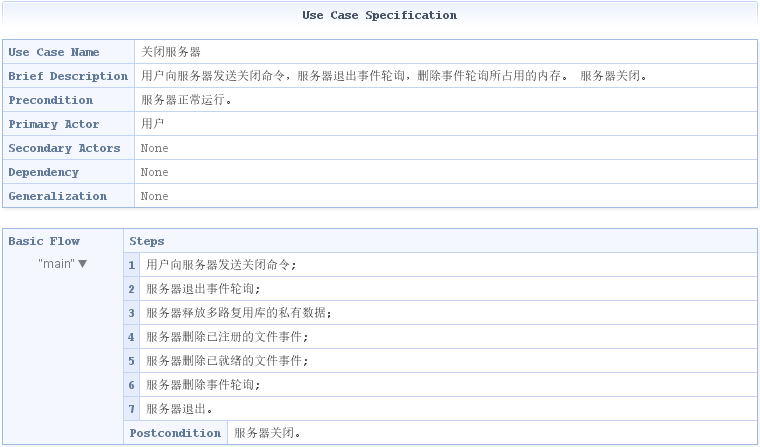 Use Case Specification
Use Case Name 关闭服务器
Brief Description 用户向服务器发送关闭命令，服务器退出事件轮询，删除事件轮询所占用的内存。 服务器关闭。
Precondition 服务器正常运行。
Primary Actor 用户
Secondary Actors None
Dependency None
Generalization None
Basic Flow Steps
"main" ▼ 1 用户向服务器发送关闭命令;
2 服务器退出事件轮询;
3 服务器释放多路复用库的私有数据;
4 服务器删除已注册的文件事件;
5 服务器删除已就绪的文件事件;
6 服务器删除事件轮询;
7 服务器退出。
Postcondition 服务器关闭。